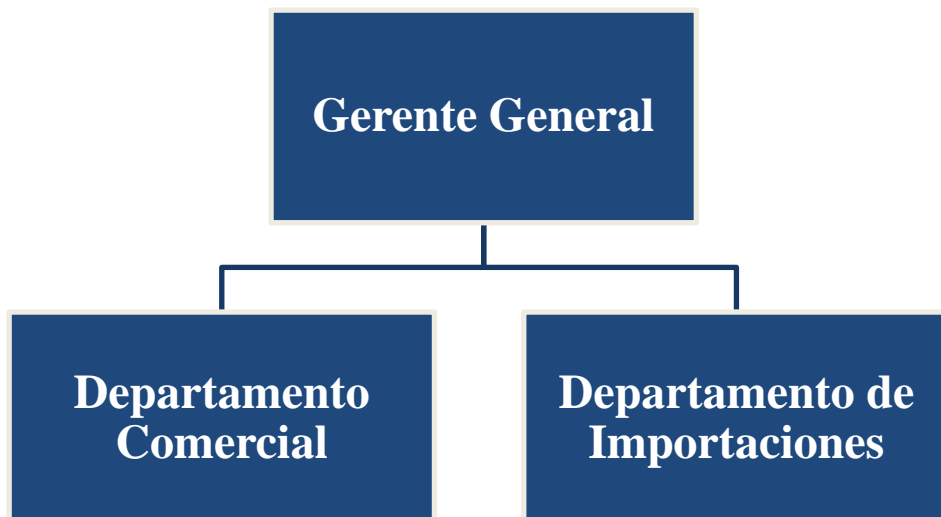 Gerente General
Departamento
Comercial
Departamento de
Importaciones